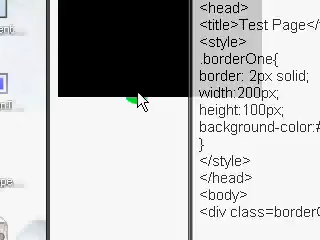 <head>
<title>Test Page</
<style>
.borderOne{
border: 2px solid;
width:200px;
height:100px;
background-color:#
}
</style>
</head>
<body>
<div class=border